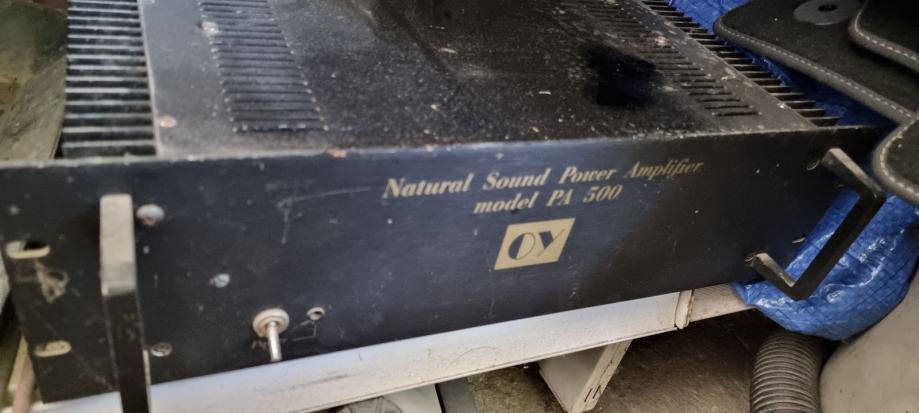 Natural Sound Power Amplifier
model PA 500
OY